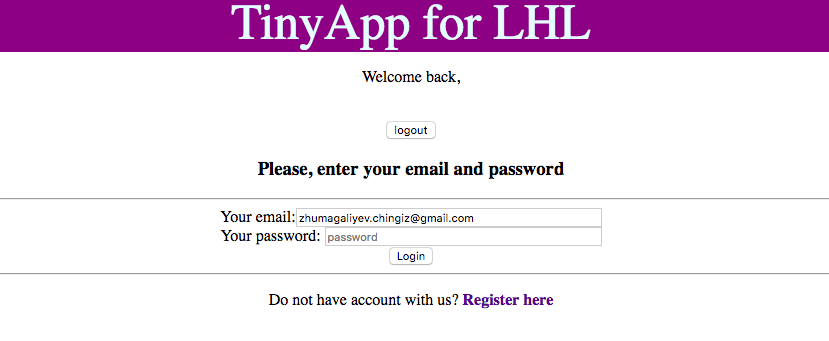 TinyApp for LHL
Welcome back,
logout
Please, enter your email and password
Your email: zhumagaliyev.chingiz@gmail.com
Your password: password
Login
Do not have account with us? Register here